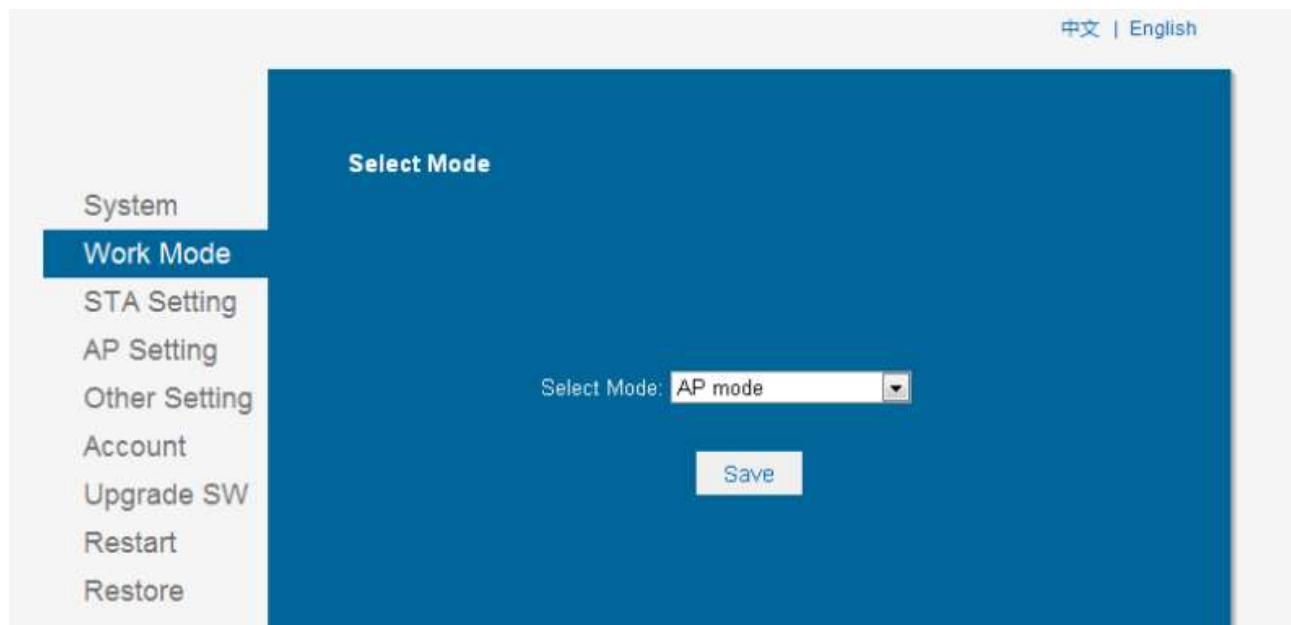 中文 | English
Select Mode
System
Work Mode
STA Setting
AP Setting
Other Setting
Account
Upgrade SW
Restart
Restore
Select Mode: AP mode
Save